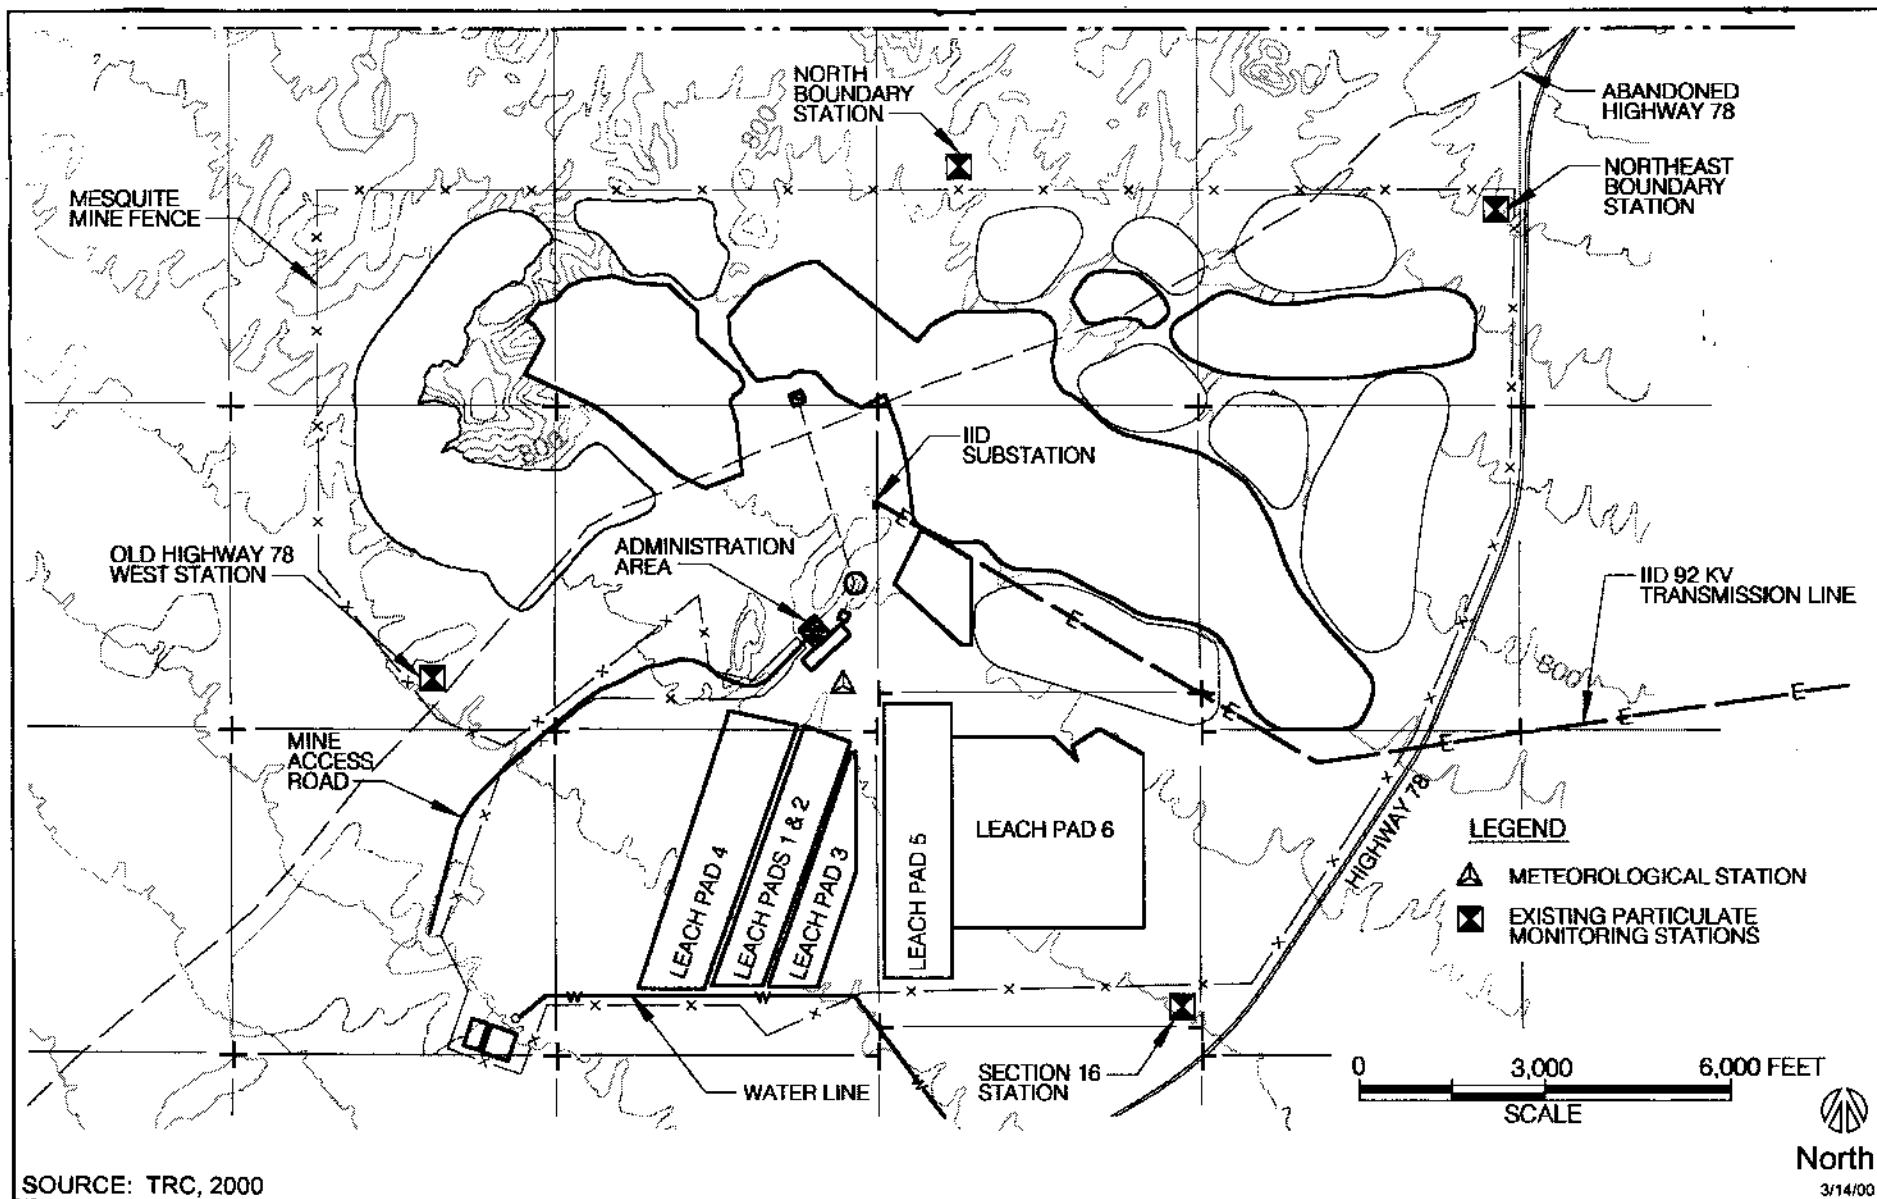 NORTH
BOUNDARY
STATION
ABANDONED
HIGHWAY 78
800
NORTHEAST
BOUNDARY
STATION
MESQUITE
MINE FENCE
800
IID
SUBSTATION
E
OLD HIGHWAY 78
WEST STATION
ADMINISTRATION
AREA
IID 92 KV
TRANSMISSION LINE
E
800
E
E
E
E
MINE
ACCESS
ROAD
HIGHWAY 78
LEACH PAD 4
LEACH PADS 1 & 2
LEACH PAD 3
LEACH PAD 5
LEACH PAD 6
LEGEND
METEOROLOGICAL STATION
EXISTING PARTICULATE
MONITORING STATIONS
W
W
W
WATER LINE
SECTION 16
STATION
0 3,000 6,000 FEET
SCALE
North
SOURCE: TRC, 2000
3/14/00